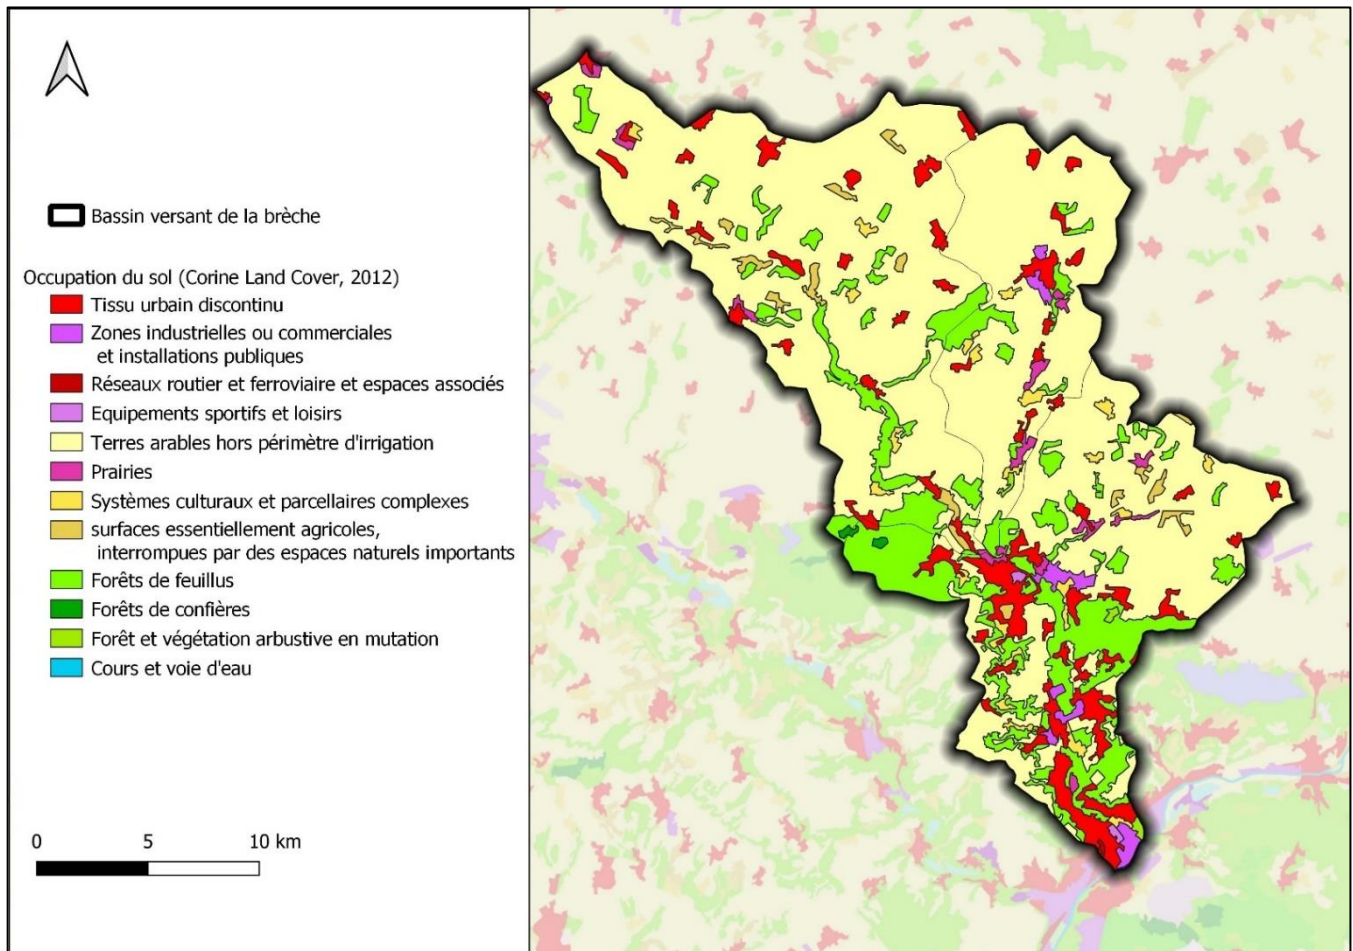 Bassin versant de la brèche
Occupation du sol (Corine Land Cover, 2012)
Tissu urbain discontinu
Zones industrielles ou commerciales
et installations publiques
Réseaux routier et ferroviaire et espaces associés
Equipements sportifs et loisirs
Terres arables hors périmètre d'irrigation
Prairies
Systèmes culturaux et parcellaires complexes
surfaces essentiellement agricoles,
interrompues par des espaces naturels importants
Forêts de feuillus
Forêts de confières
Forêt et végétation arbustive en mutation
Cours et voie d'eau
0 5 10 km